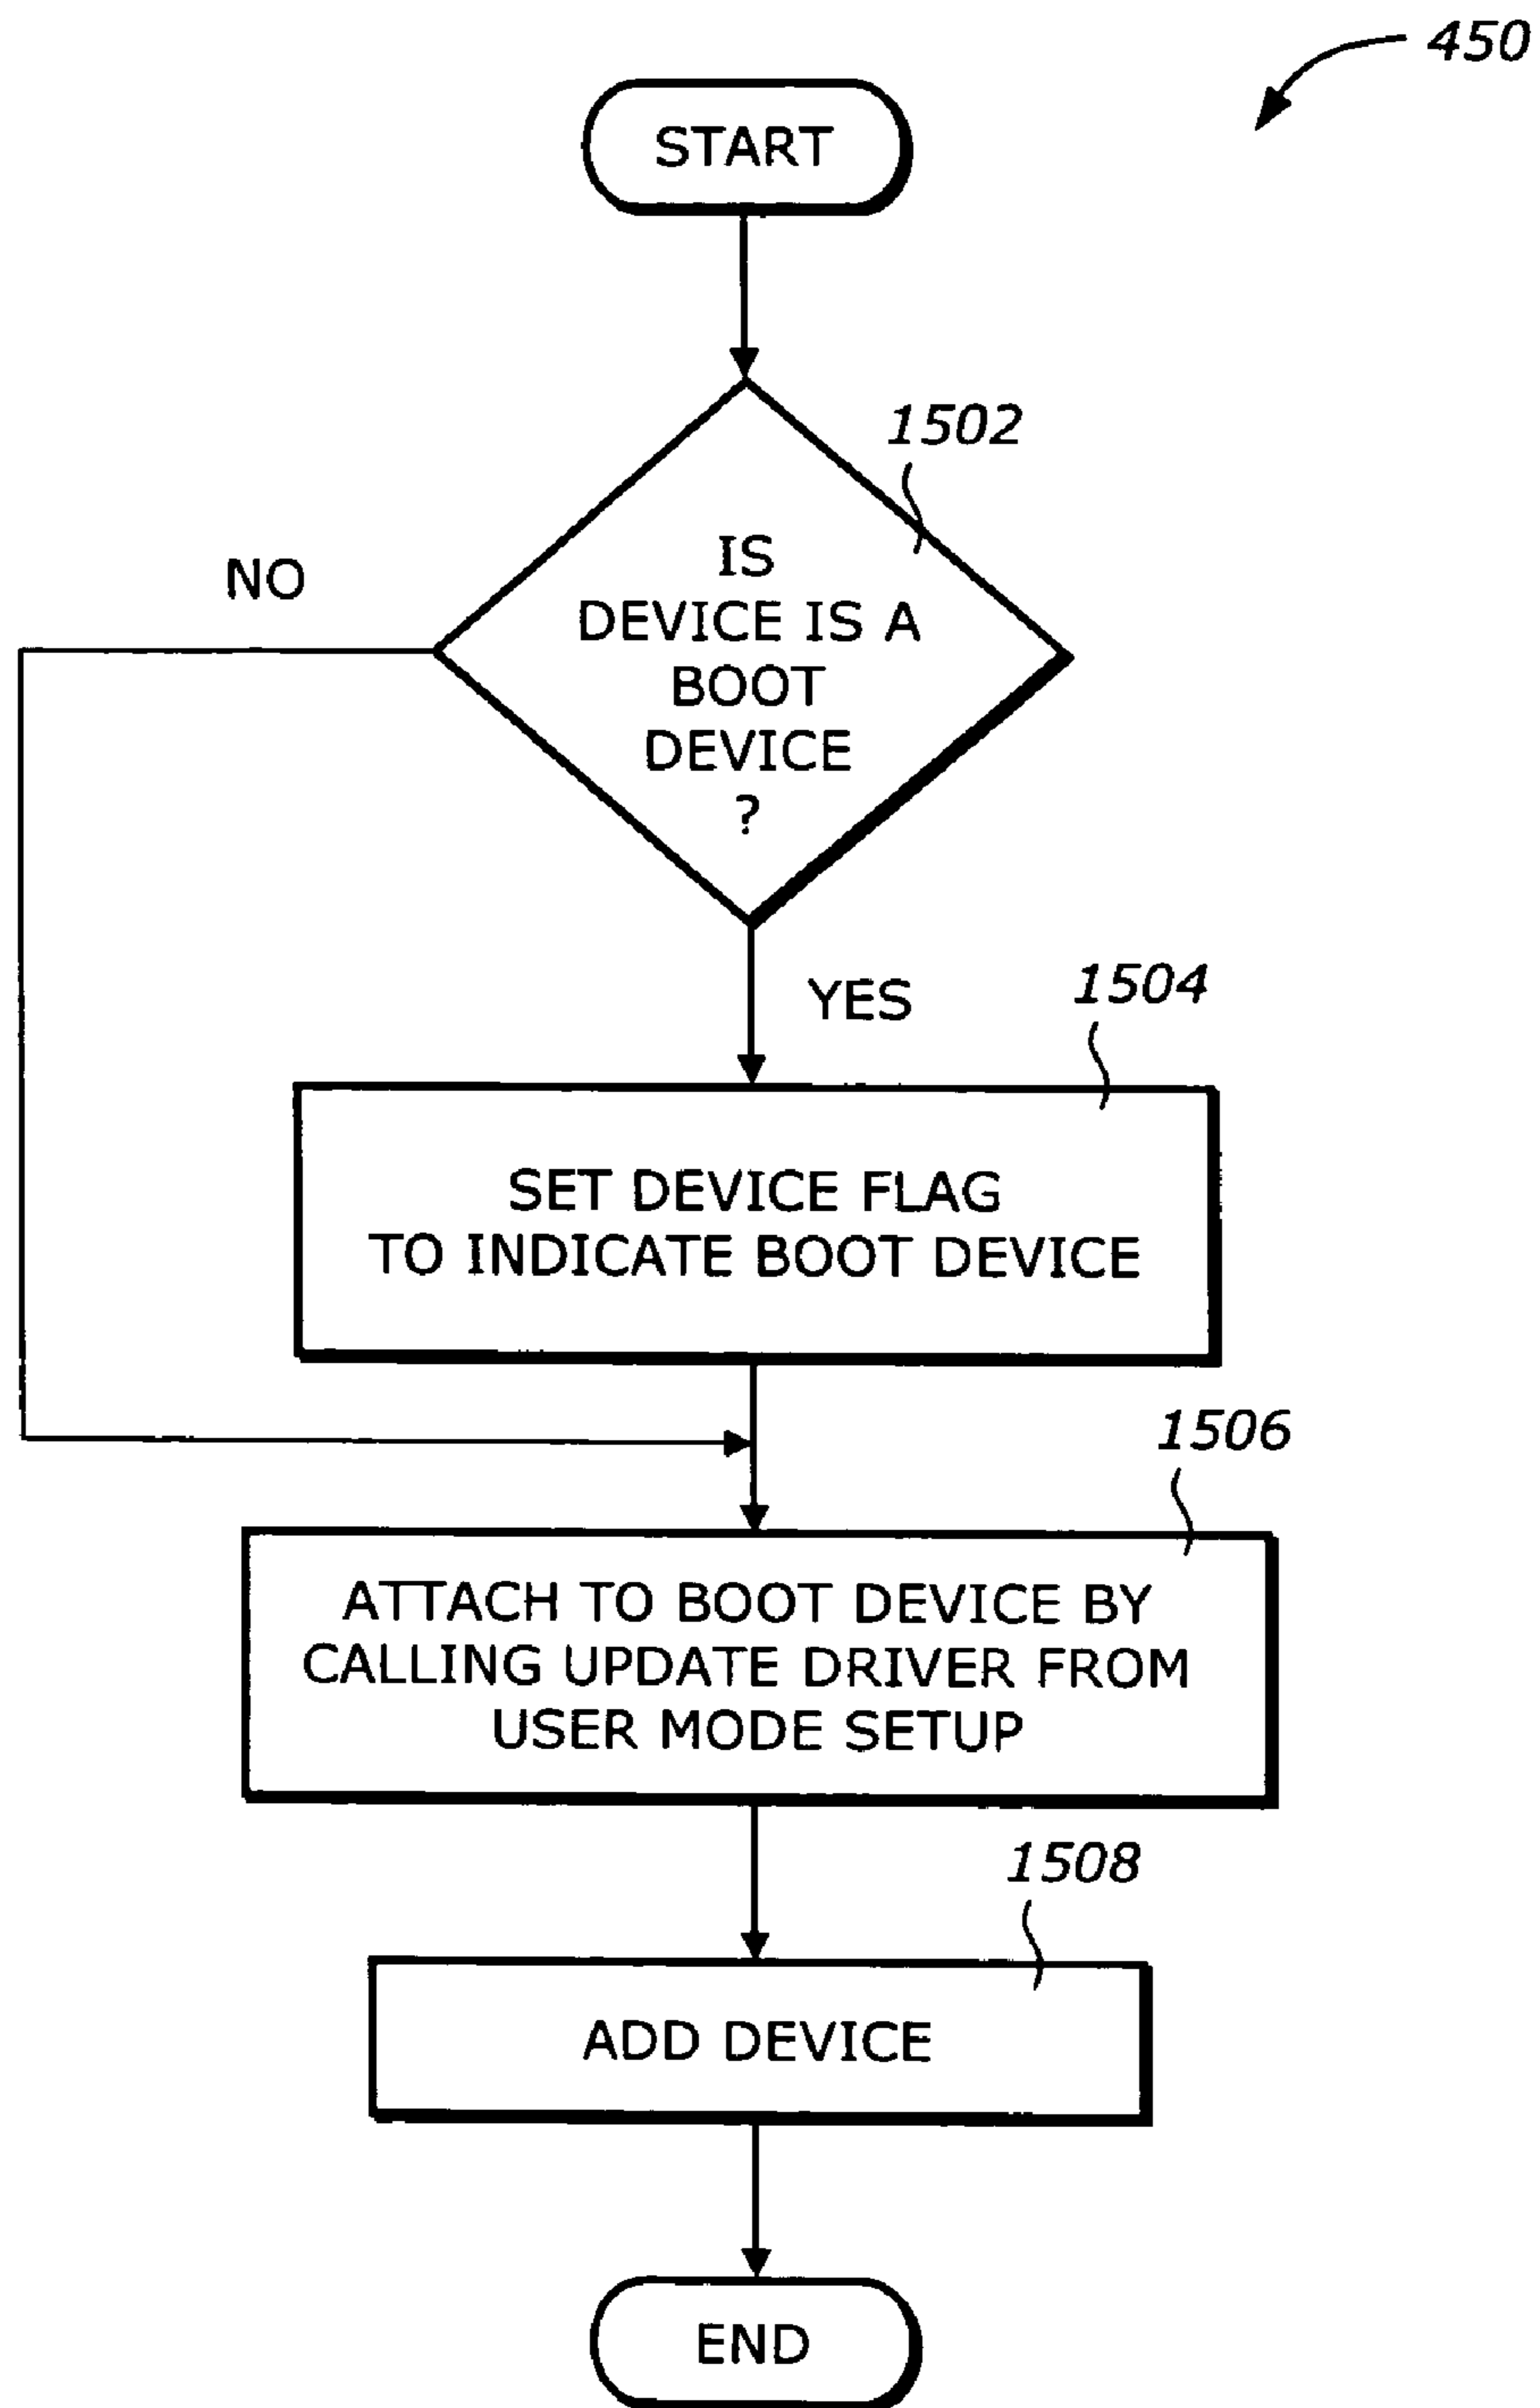 450
START
1502
IS
DEVICE IS A
BOOT
DEVICE
?
NO
YES
1504
SET DEVICE FLAG
TO INDICATE BOOT DEVICE
1506
ATTACH TO BOOT DEVICE BY
CALLING UPDATE DRIVER FROM
USER MODE SETUP
1508
ADD DEVICE
END